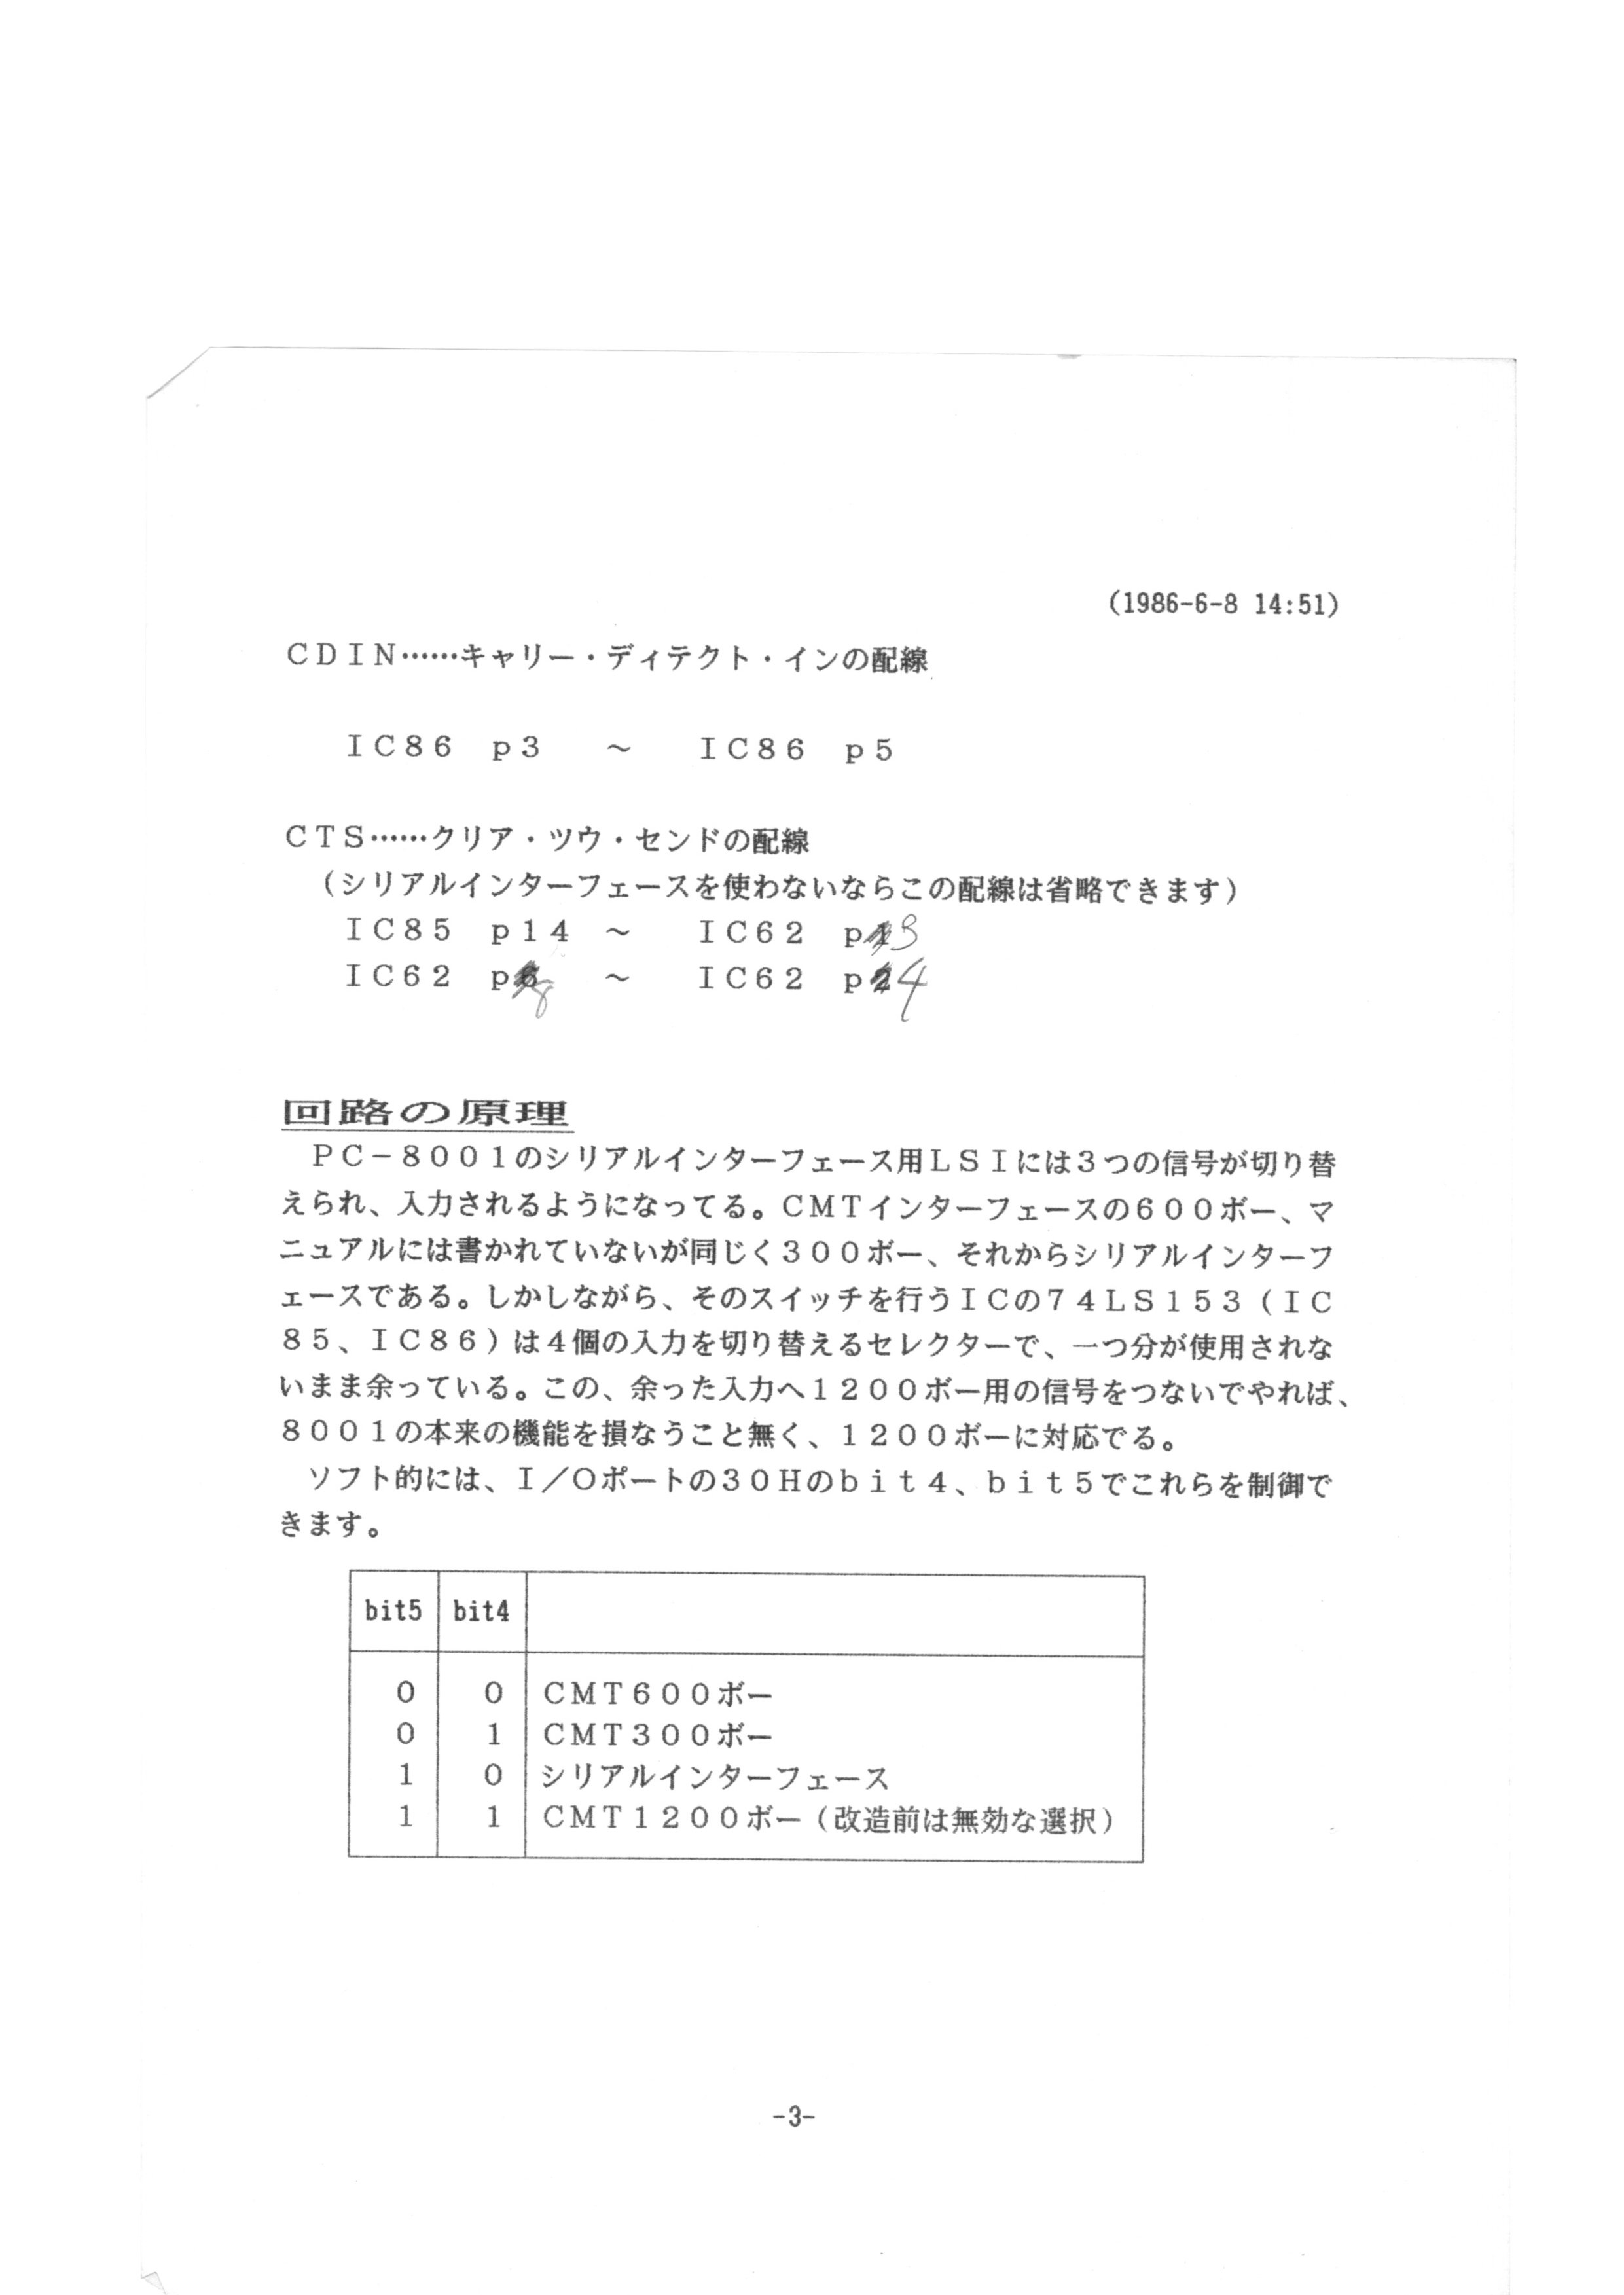 (1986-6-8 14:51)
CDIN……キャリー・ディテクト・インの配線
IC86 p3 ～ IC86 p5
CTS……クリア・ツウ・センドの配線
(シリアルインターフェースを使わないならこの配線は省略できます)
IC85 p14 ～ IC62 p3
IC62 p8 ～ IC62 p4
回路の原理
PC-8001のシリアルインターフェース用LSIには3つの信号が切り替
えられ、入力されるようになってる。CMTインターフェースの600ボー、マ
ニュアルには書かれていないが同じく300ボー、それからシリアルインターフ
ェースである。しかしながら、そのスイッチを行うICの74LS153(IC
85、IC86)は4個の入力を切り替えるセレクターで、一つ分が使用されな
いまま余っている。この、余った入力へ1200ボー用の信号をつないでやれば、
8001の本来の機能を損なうこと無く、1200ボーに対応でる。
ソフト的には、I/Oポートの30Hのbit4、bit5でこれらを制御で
きます。
bit5 bit4
0 0 CMT600ボー
0 1 CMT300ボー
1 0 シリアルインターフェース
1 1 CMT1200ボー(改造前は無効な選択)
-3-